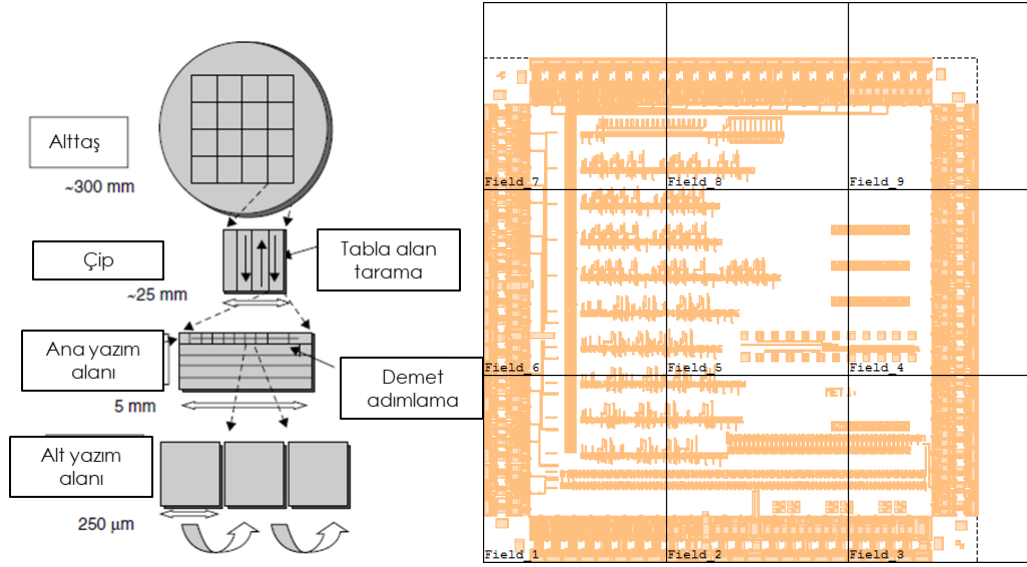 Alttaş
~300 mm
Çip
Tabla alan
tarama
~25 mm
Ana yazım
alanı
Demet
adımlama
5 mm
Alt yazım
alanı
250 µm
Field_7
Field_8
Field_9
Field_6
Field_5
Field_4
Field_1
Field_2
Field_3